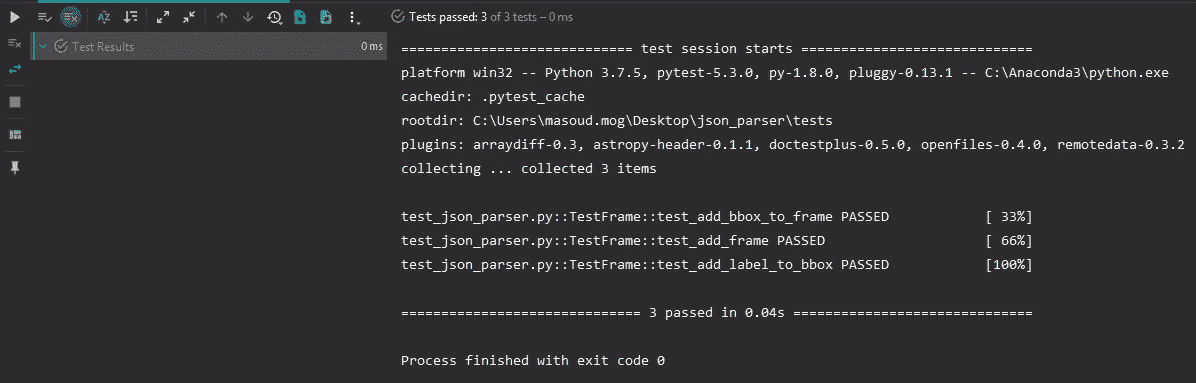 Tests passed: 3 of 3 tests – 0 ms
Test Results 0 ms
============================= test session starts =============================
platform win32 -- Python 3.7.5, pytest-5.3.0, py-1.8.0, pluggy-0.13.1 -- C:\Anaconda3\python.exe
cachedir: .pytest_cache
rootdir: C:\Users\masoud.mog\Desktop\json_parser\tests
plugins: arraydiff-0.3, astropy-header-0.1.1, doctestplus-0.5.0, openfiles-0.4.0, remotedata-0.3.2
collecting ... collected 3 items
test_json_parser.py::TestFrame::test_add_bbox_to_frame PASSED [ 33%]
test_json_parser.py::TestFrame::test_add_frame PASSED [ 66%]
test_json_parser.py::TestFrame::test_add_label_to_bbox PASSED [100%]
============================== 3 passed in 0.04s ==============================
Process finished with exit code 0